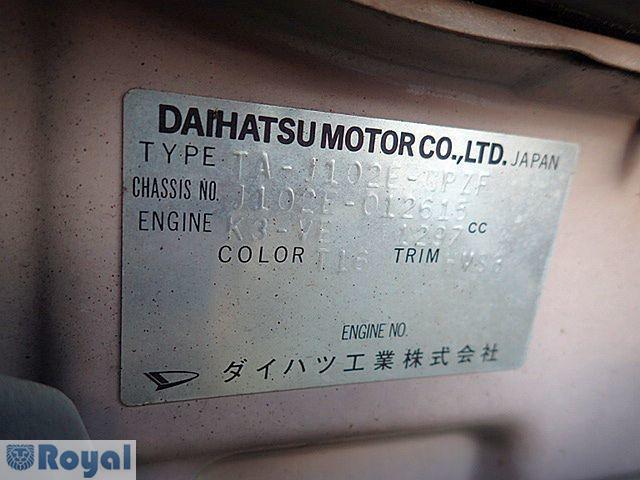 DAIHATSU MOTOR CO.,LTD. JAPAN
TYPE TA-J102E-GPZF
CHASSIS NO. J102E-012615
ENGINE K3-VE 1297 CC
COLOR T16 TRIM
ENGINE NO.
ダイハツ工業株式会社
Royal